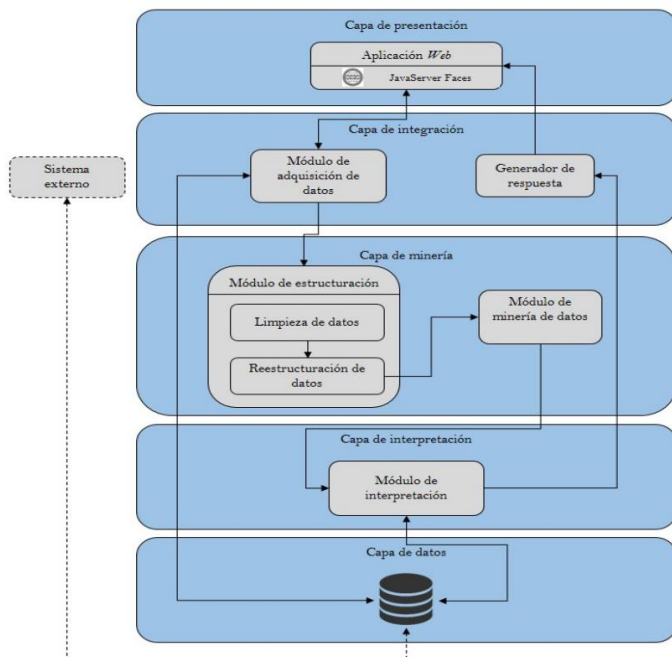 Capa de presentación
Aplicación Web
JavaServer Faces
Capa de integración
Sistema
externo
Módulo de
adquisición de
datos
Generador de
respuesta
Capa de minería
Módulo de estructuración
Limpieza de datos
Reestructuración de
datos
Módulo de
minería de datos
Capa de interpretación
Módulo de
interpretación
Capa de datos